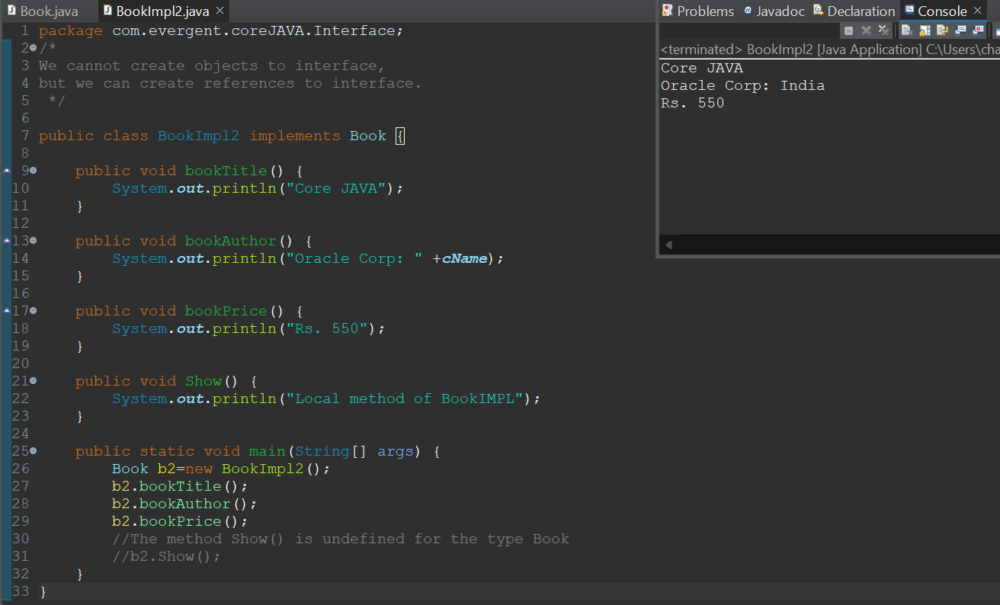 Book.java
BookImpl2.java
1 package com.evergent.coreJAVA.Interface;
2 /*
3 We cannot create objects to interface,
4 but we can create references to interface.
5  */
6
7 public class BookImpl2 implements Book {
8
9     public void bookTitle() {
10         System.out.println("Core JAVA");
11     }
12
13     public void bookAuthor() {
14         System.out.println("Oracle Corp: " +cName);
15     }
16
17     public void bookPrice() {
18         System.out.println("Rs. 550");
19     }
20
21     public void Show() {
22         System.out.println("Local method of BookIMPL");
23     }
24
25     public static void main(String[] args) {
26         Book b2=new BookImpl2();
27         b2.bookTitle();
28         b2.bookAuthor();
29         b2.bookPrice();
30         //The method Show() is undefined for the type Book
31         //b2.Show();
32     }
33 }
Problems
Javadoc
Declaration
Console
<terminated> BookImpl2 [Java Application] C:\Users\cha
Core JAVA
Oracle Corp: India
Rs. 550